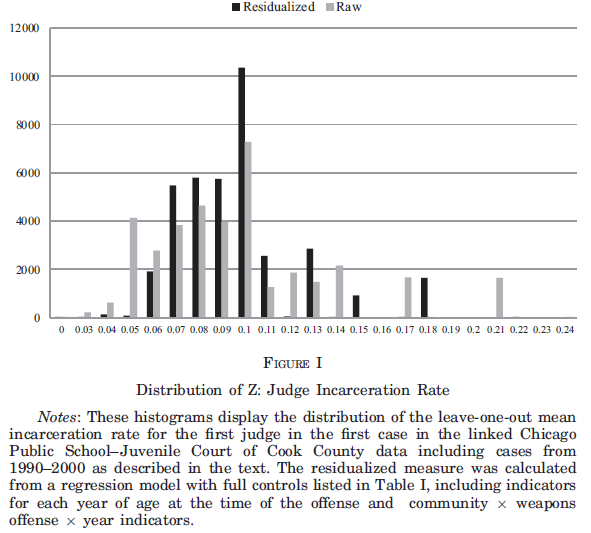 Residualized Raw
12000
10000
8000
6000
4000
2000
0
0 0.03 0.04 0.05 0.06 0.07 0.08 0.09 0.1 0.11 0.12 0.13 0.14 0.15 0.16 0.17 0.18 0.19 0.2 0.21 0.22 0.23 0.24
FIGURE I
Distribution of Z: Judge Incarceration Rate
Notes: These histograms display the distribution of the leave-one-out mean
incarceration rate for the first judge in the first case in the linked Chicago
Public School–Juvenile Court of Cook County data including cases from
1990–2000 as described in the text. The residualized measure was calculated
from a regression model with full controls listed in Table I, including indicators
for each year of age at the time of the offense and community × weapons
offense × year indicators.